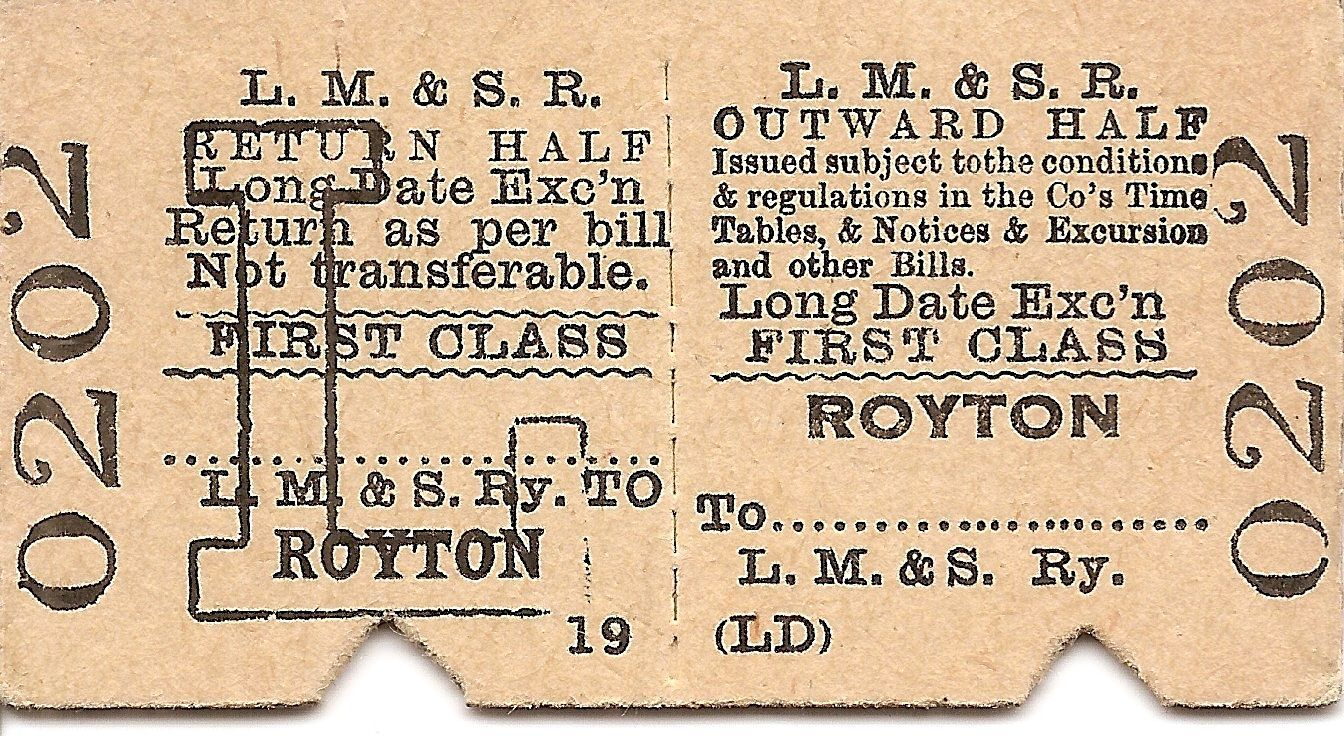 L. M. & S. R.
RETURN HALF
Long Date Exc'n
Return as per bill
Not transferable.
FIRST CLASS
L. M. & S. Ry. TO
ROYTON
19
0202
L. M. & S. R.
OUTWARD HALF
Issued subject tothe conditions
& regulations in the Co's Time
Tables, & Notices & Excursion
and other Bills.
Long Date Exc'n
FIRST CLASS
ROYTON
To........................
L. M. & S. Ry.
(LD)
0202